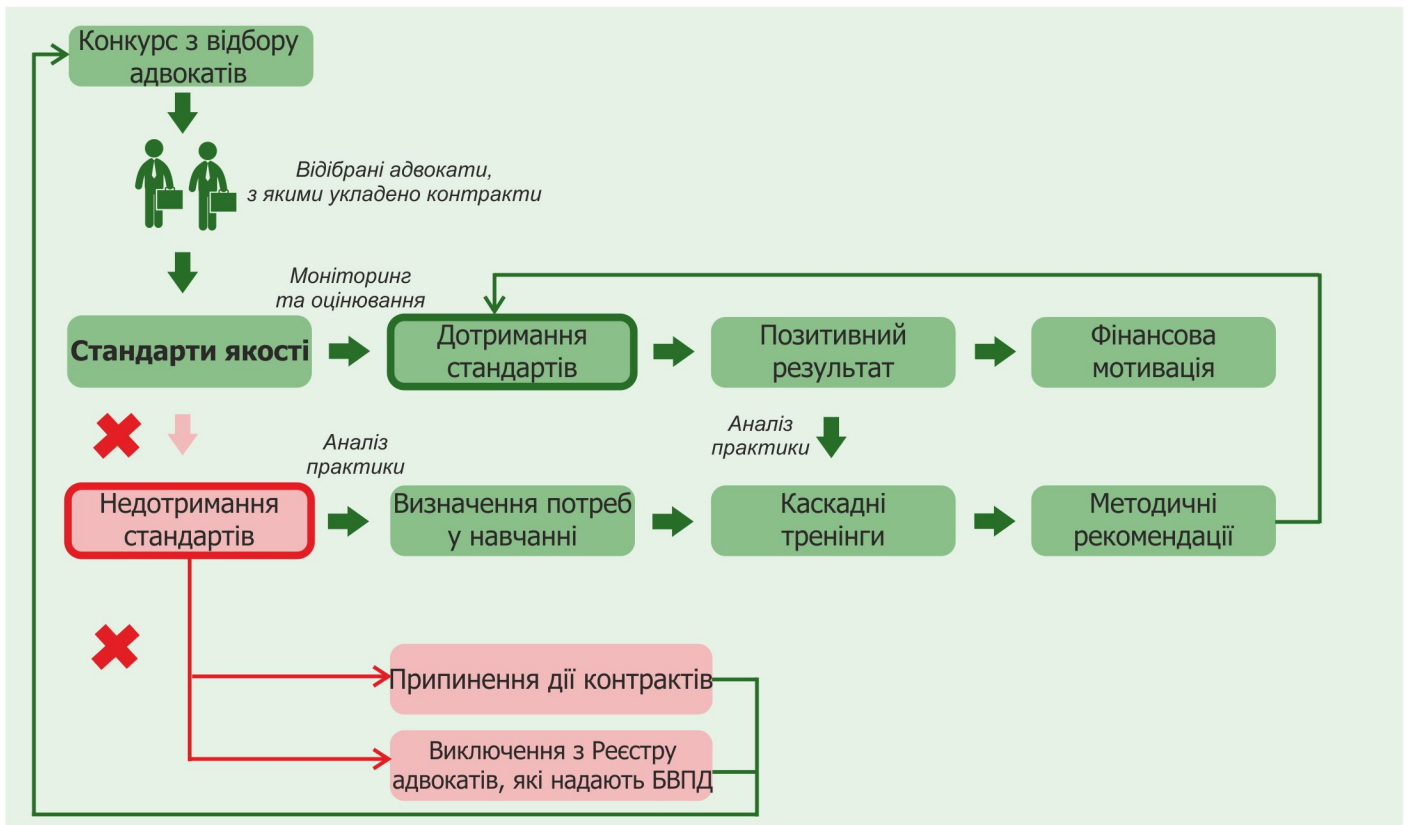 Конкурс з відбору
адвокатів
Відібрані адвокати,
з якими укладено контракти
Моніторинг
та оцінювання
Стандарти якості
Дотримання
стандартів
Позитивний
результат
Фінансова
мотивація
Аналіз
практики
Аналіз
практики
Недотримання
стандартів
Визначення потреб
у навчанні
Каскадні
тренінги
Методичні
рекомендації
Припинення дії контрактів
Виключення з Реєстру
адвокатів, які надають БВПД